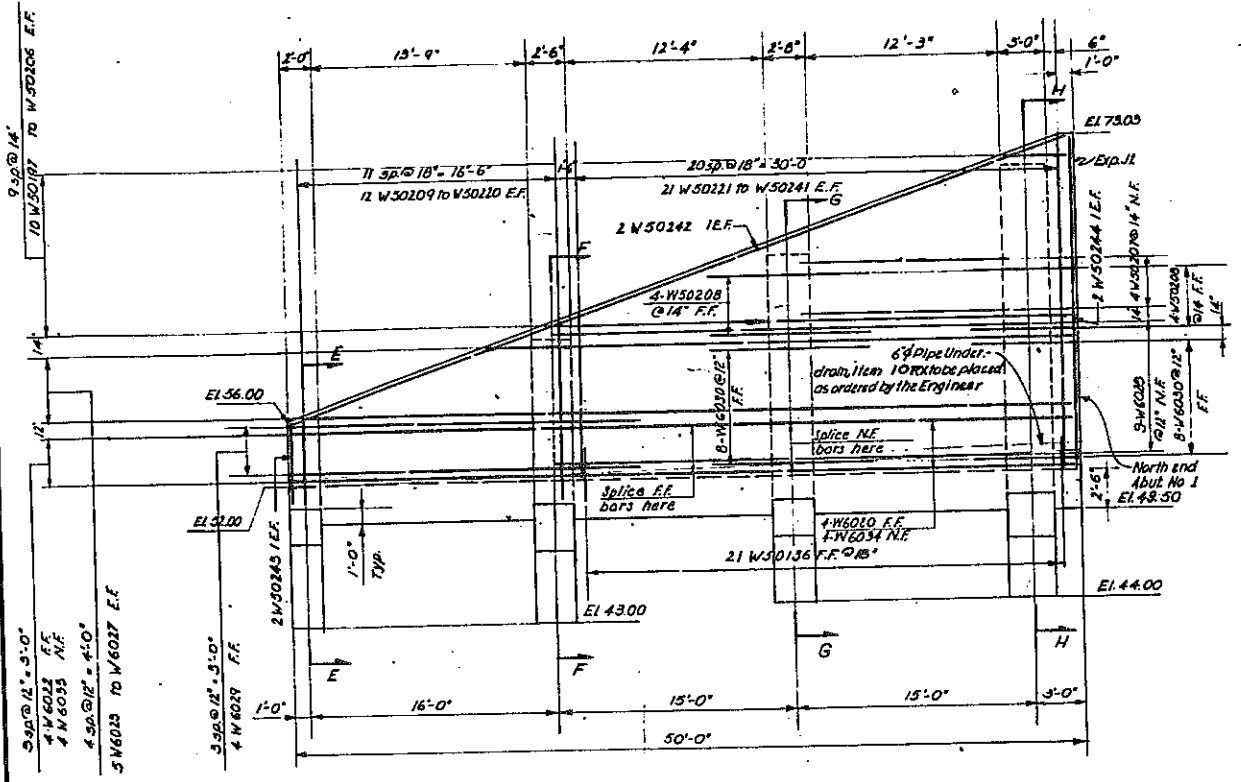 2'-0"
13'-9"
2'-6"
12'-4"
2'-8"
12'-3"
3'-0"
6"
1'-0"
9 sp@14"
10 W50197 to W50206 E.F.
H
El.73.03
Exp. Jt.
11 sp.@18" = 16'-6"
1'-6
20 sp.@18" = 30'-0
12 W50209 to W50220 E.F.
21 W50221 to W50241 E.F.
G
2 W50242 1 E.F.
F
2 W50244 1 E.F.
14"
4 W50207@14" N.F.
4-W50208
@14 F.F.
14"
4-W50208
@14" F.F.
14"
E
6"φ Pipe Under-
drain, Item
to be placed
as ordered by the Engineer
8-W6030@12"
F.F.
9-W6028
@12" N.F.
8-W6030@12"
F.F.
El.56.00
12"
Splice N.F.
bars here
North end
Abut. No 1
El.49.50
2'-6"
Splice F.F.
bars here
El.52.00
4-W6020 F.F.
4-W6034 N.F.
1'-0"
TYP.
21 W50136 F.F.@18"
2 W50243 1 E.F.
El.43.00
El.44.00
E
F
G
H
3 sp.@12" = 3'-0"
4-W6022 F.F.
4 W6033 N.F.
4 sp.@12" = 4'-0"
5 W6023 to W6027 E.F.
3 sp.@12" = 3'-0"
4 W6029 F.F.
1'-0"
16'-0"
15'-0"
15'-0"
3'-0"
50'-0"